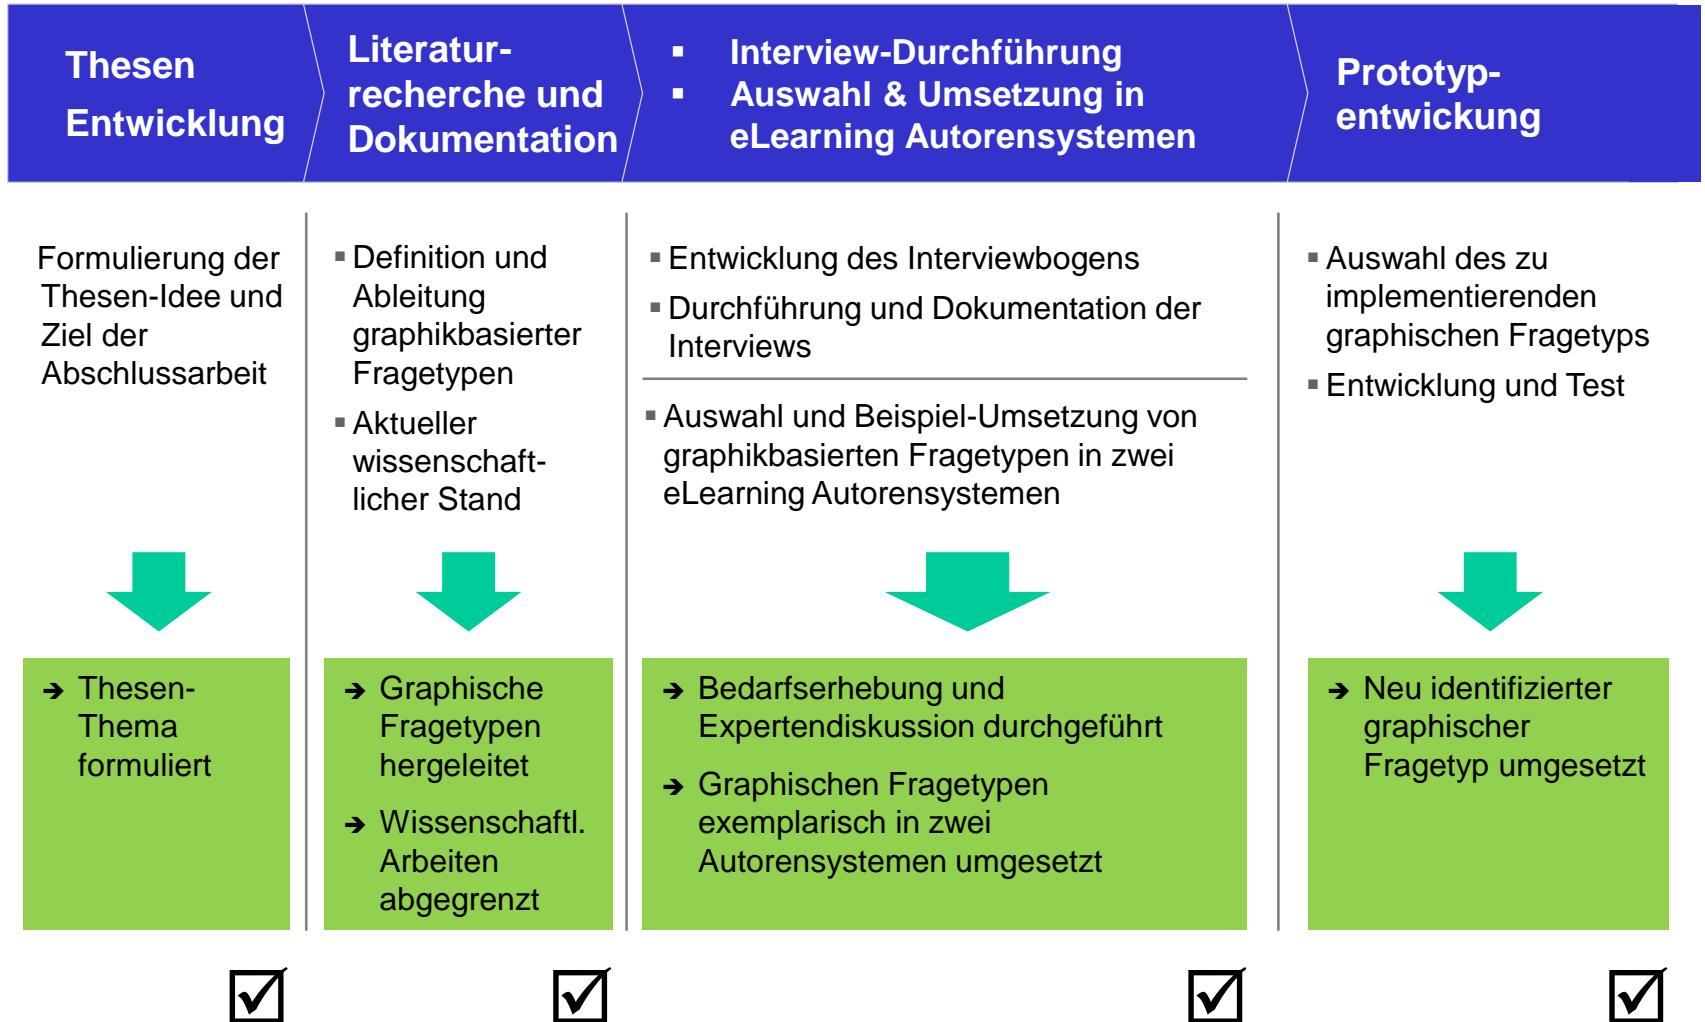 Thesen
Entwicklung
Literatur-
recherche und
Dokumentation
▪ Interview-Durchführung
▪ Auswahl & Umsetzung in
eLearning Autorensystemen
Prototyp-
entwickung
Formulierung der
Thesen-Idee und
Ziel der
Abschlussarbeit
▪ Definition und
Ableitung
graphikbasierter
Fragetypen
▪ Aktueller
wissenschaft-
licher Stand
▪ Entwicklung des Interviewbogens
▪ Durchführung und Dokumentation der
Interviews
▪ Auswahl und Beispiel-Umsetzung von
graphikbasierten Fragetypen in zwei
eLearning Autorensystemen
▪ Auswahl des zu
implementierenden
graphischen Fragetyps
▪ Entwicklung und Test
➔ Thesen-
Thema
formuliert
➔ Graphische
Fragetypen
hergeleitet
➔ Wissenschaftl.
Arbeiten
abgegrenzt
➔ Bedarfserhebung und
Expertendiskussion durchgeführt
➔ Graphischen Fragetypen
exemplarisch in zwei
Autorensystemen umgesetzt
➔ Neu identifizierter
graphischer
Fragetyp umgesetzt